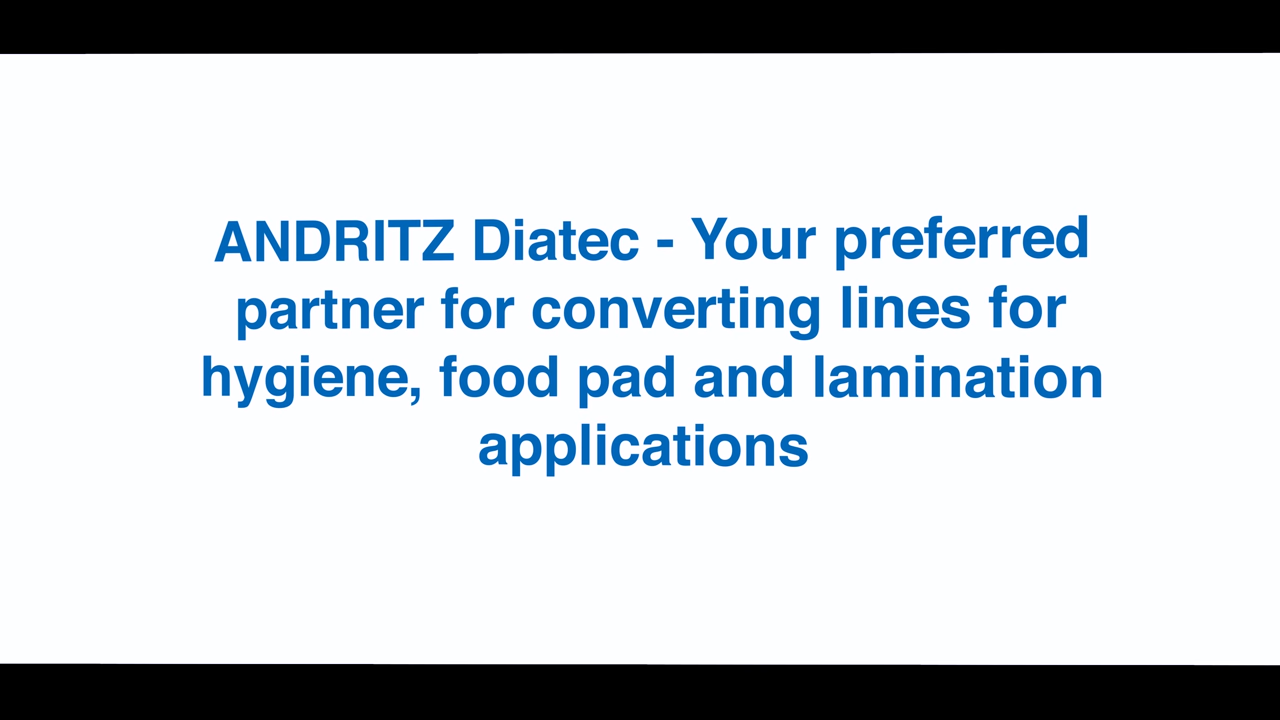 ANDRITZ Diatec - Your preferred
partner for converting lines for
hygiene, food pad and lamination
applications